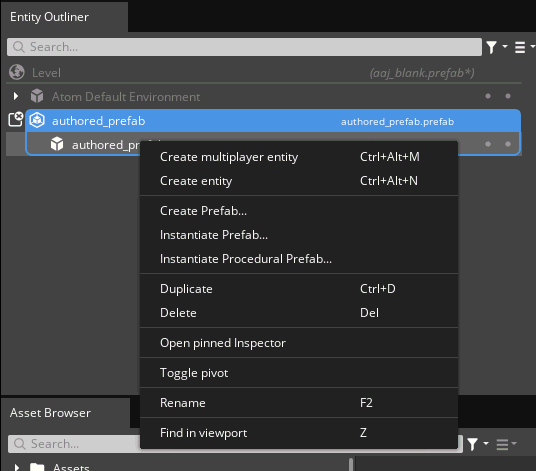 Entity Outliner
Search...
Level (aaj_blank.prefab*)
Atom Default Environment
authored_prefab authored_prefab.prefab
Create multiplayer entity Ctrl+Alt+M
Create entity Ctrl+Alt+N
Create Prefab...
Instantiate Prefab...
Instantiate Procedural Prefab...
Duplicate Ctrl+D
Delete Del
Open pinned Inspector
Toggle pivot
Rename F2
Find in viewport Z
Asset Browser
Search...
Assets